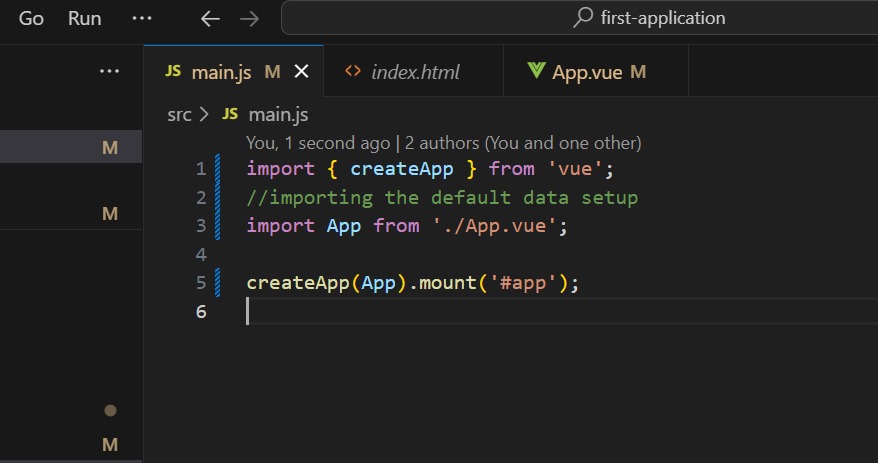 Go Run ··· ← → first-application
··· JS main.js M × <> index.html App.vue M
src > JS main.js
M
You, 1 second ago | 2 authors (You and one other)
1 import { createApp } from 'vue';
2 //importing the default data setup
M
3 import App from './App.vue';
4
5 createApp(App).mount('#app');
6
M